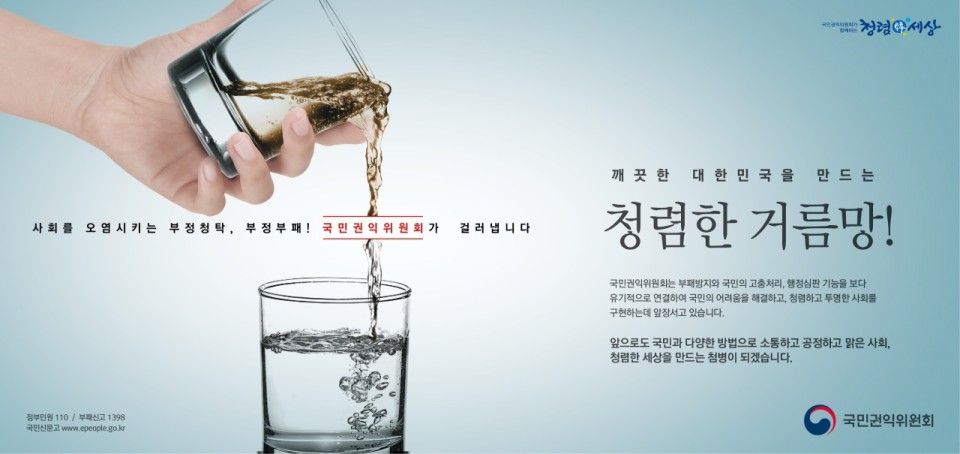 국민권익위원회가
함께하는
청렴 세상
깨끗한 대한민국을 만드는
청렴한 거름망!
사회를 오염시키는 부정청탁, 부정부패! 국민권익위원회가 걸러냅니다
국민권익위원회는 부패방지와 국민의 고충처리, 행정심판 기능을 보다
유기적으로 연결하여 국민의 어려움을 해결하고, 청렴하고 투명한 사회를
구현하는데 앞장서고 있습니다.
앞으로도 국민과 다양한 방법으로 소통하고 공정하고 맑은 사회,
청렴한 세상을 만드는 첨병이 되겠습니다.
정부민원 110 / 부패신고 1398
국민신문고 www.epeople.go.kr
국민권익위원회